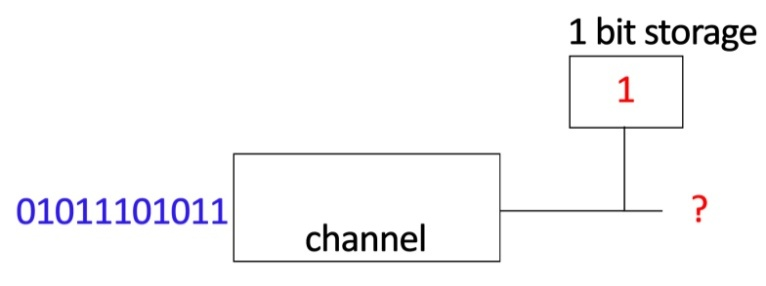 1 bit storage
1
01011101011
channel
?